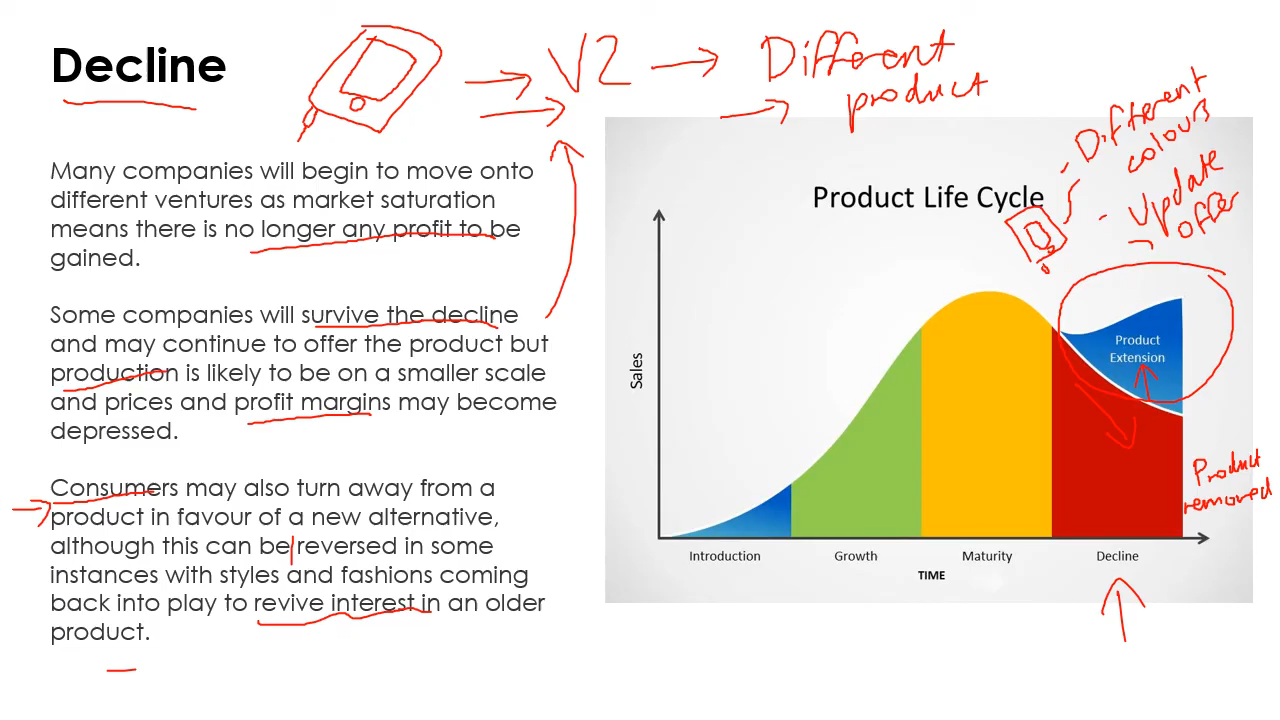 Decline
V2
Different
product
Many companies will begin to move onto
different ventures as market saturation
means there is no longer any profit to be
gained.
Some companies will survive the decline
and may continue to offer the product but
production is likely to be on a smaller scale
and prices and profit margins may become
depressed.
Consumers may also turn away from a
product in favour of a new alternative,
although this can be reversed in some
instances with styles and fashions coming
back into play to revive interest in an older
product.
Product Life Cycle
- Different
colours
- Update
offer
Sales
Product
Extension
Product
removed
Introduction
Growth
Maturity
Decline
TIME